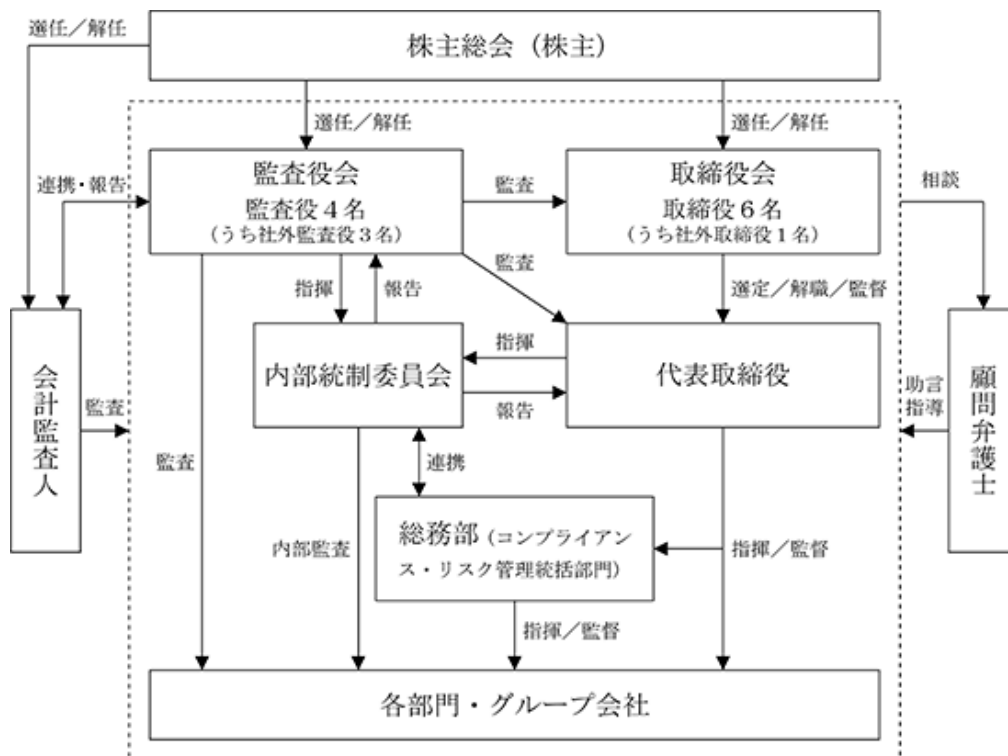 選任／解任
株主総会（株主）
選任／解任
選任／解任
連携・報告
監査役会
監査役４名
（うち社外監査役３名）
監査
取締役会
取締役６名
（うち社外取締役１名）
相談
監査
指揮
報告
選定／解職／監督
会計監査人
監査
内部統制委員会
指揮
報告
代表取締役
助言
指導
顧問弁護士
監査
連携
内部監査
総務部（コンプライアン
ス・リスク管理統括部門）
指揮／監督
指揮／監督
各部門・グループ会社